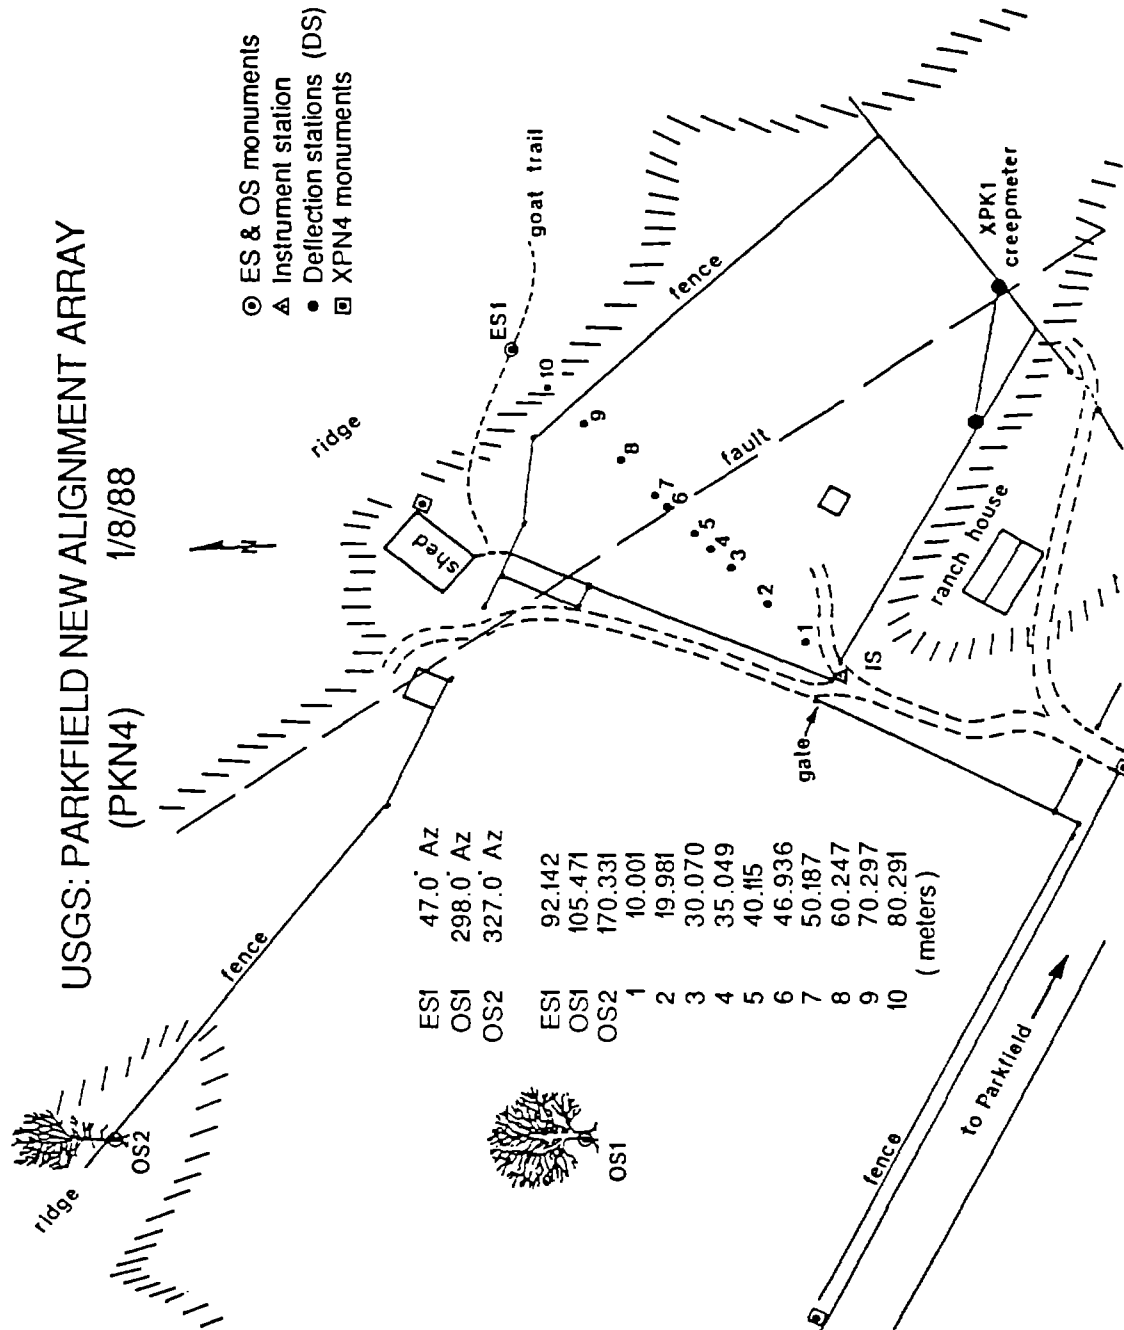 USGS: PARKFIELD NEW ALIGNMENT ARRAY
(PKN4) 1/8/88
ES & OS monuments
Instrument station
Deflection stations (DS)
XPN4 monuments
N
ridge
goat trail
ES1
10
9
8
7
6
5
4
3
2
1
shed
fence
fault
XPK1
creepmeter
ranch house
IS
gate
fence
ridge
OS2
OS1
ES1 47.0° Az
OS1 298.0° Az
OS2 327.0° Az
ES1 92.142
OS1 105.471
OS2 170.331
1 10.001
2 19.981
3 30.070
4 35.049
5 40.115
6 46.936
7 50.187
8 60.247
9 70.297
10 80.291
(meters)
fence
to Parkfield